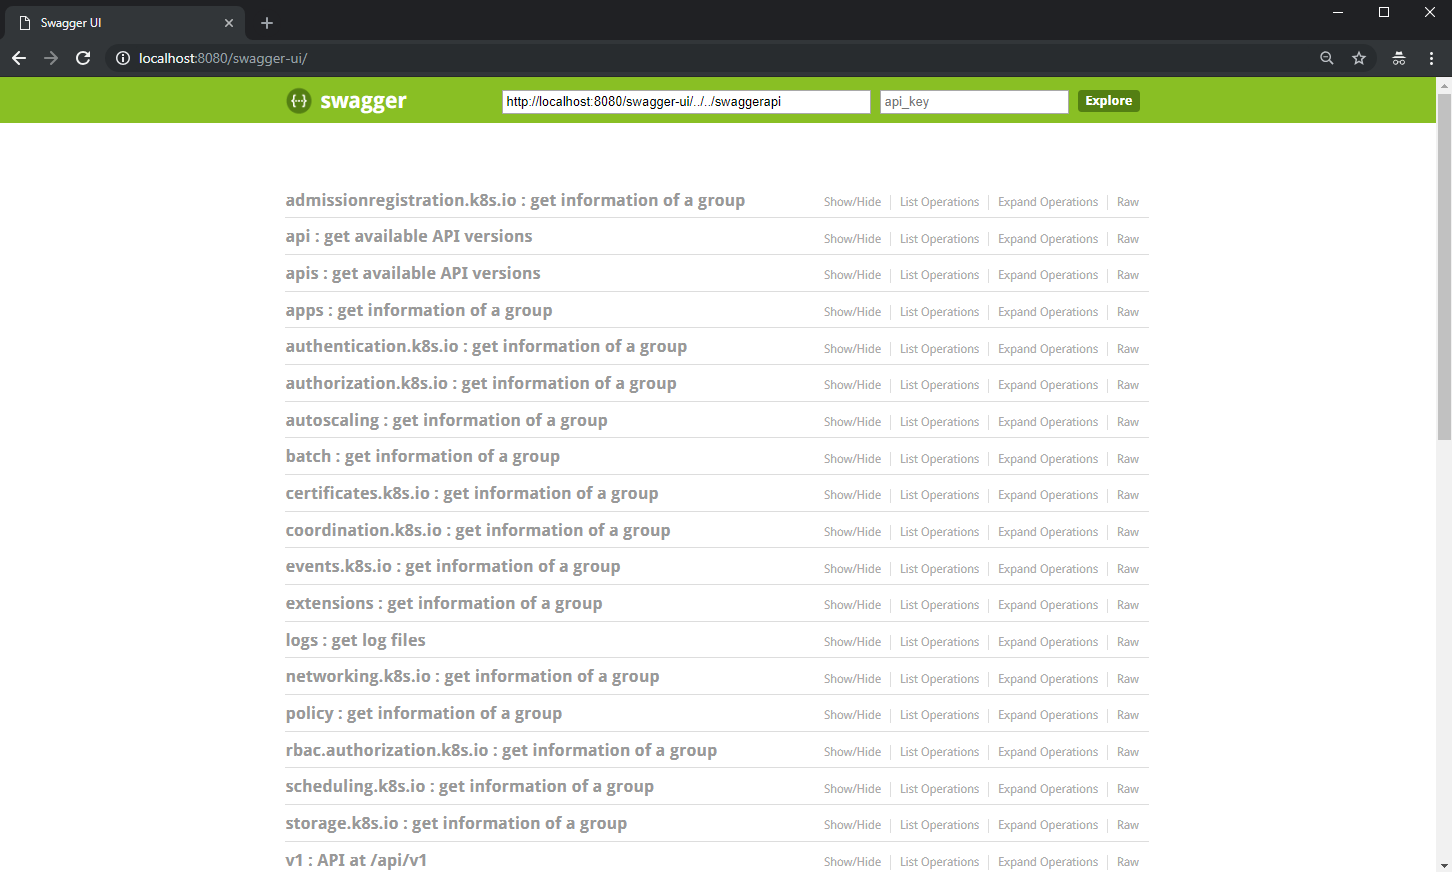 Swagger UI
localhost:8080/swagger-ui/
{··} swagger http://localhost:8080/swagger-ui/../../swaggerapi api_key Explore
admissionregistration.k8s.io : get information of a group Show/Hide List Operations Expand Operations Raw
api : get available API versions Show/Hide List Operations Expand Operations Raw
apis : get available API versions Show/Hide List Operations Expand Operations Raw
apps : get information of a group Show/Hide List Operations Expand Operations Raw
authentication.k8s.io : get information of a group Show/Hide List Operations Expand Operations Raw
authorization.k8s.io : get information of a group Show/Hide List Operations Expand Operations Raw
autoscaling : get information of a group Show/Hide List Operations Expand Operations Raw
batch : get information of a group Show/Hide List Operations Expand Operations Raw
certificates.k8s.io : get information of a group Show/Hide List Operations Expand Operations Raw
coordination.k8s.io : get information of a group Show/Hide List Operations Expand Operations Raw
events.k8s.io : get information of a group Show/Hide List Operations Expand Operations Raw
extensions : get information of a group Show/Hide List Operations Expand Operations Raw
logs : get log files Show/Hide List Operations Expand Operations Raw
networking.k8s.io : get information of a group Show/Hide List Operations Expand Operations Raw
policy : get information of a group Show/Hide List Operations Expand Operations Raw
rbac.authorization.k8s.io : get information of a group Show/Hide List Operations Expand Operations Raw
scheduling.k8s.io : get information of a group Show/Hide List Operations Expand Operations Raw
storage.k8s.io : get information of a group Show/Hide List Operations Expand Operations Raw
v1 : API at /api/v1 Show/Hide List Operations Expand Operations Raw